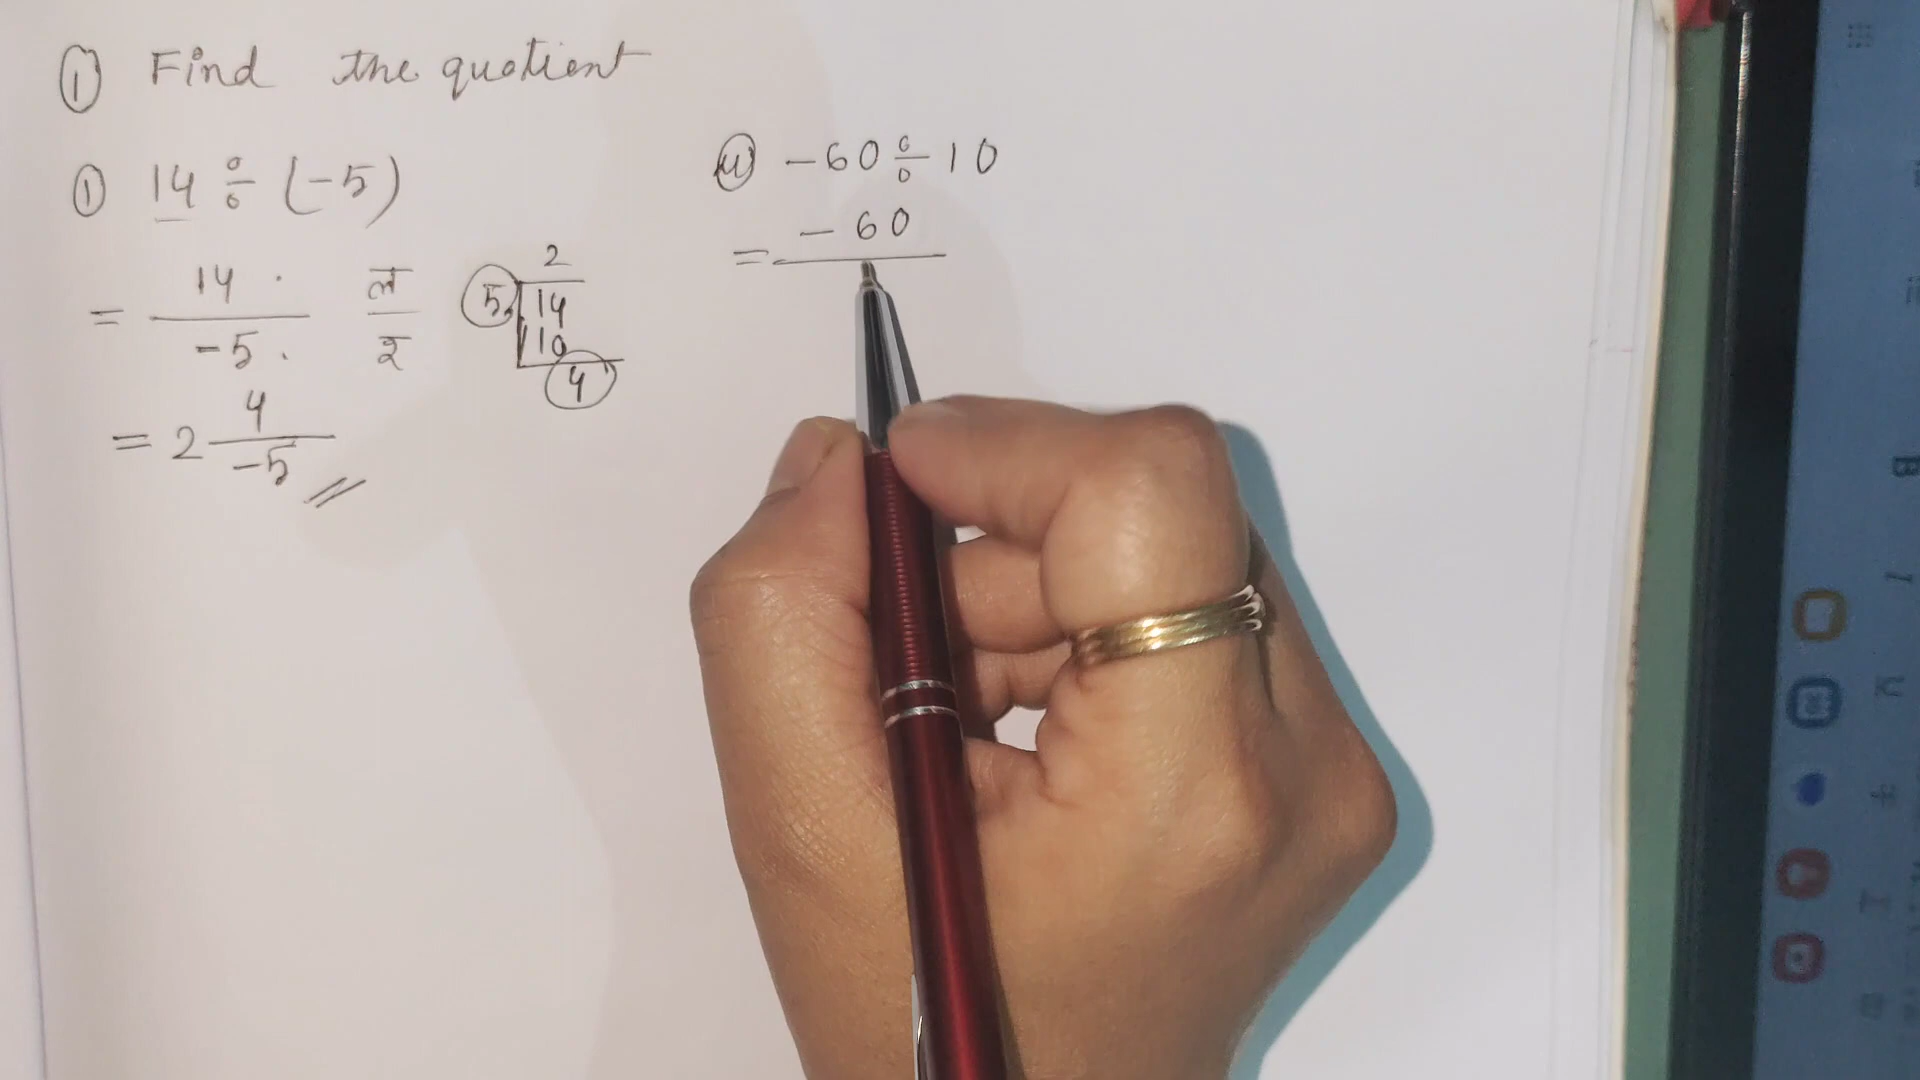 ① Find the quotient
① 14 ÷ (-5)
= 14 / -5 ल / र
5 14 2
10
4
= 2 4/-5
ⅱ -60 ÷ 10
= -60